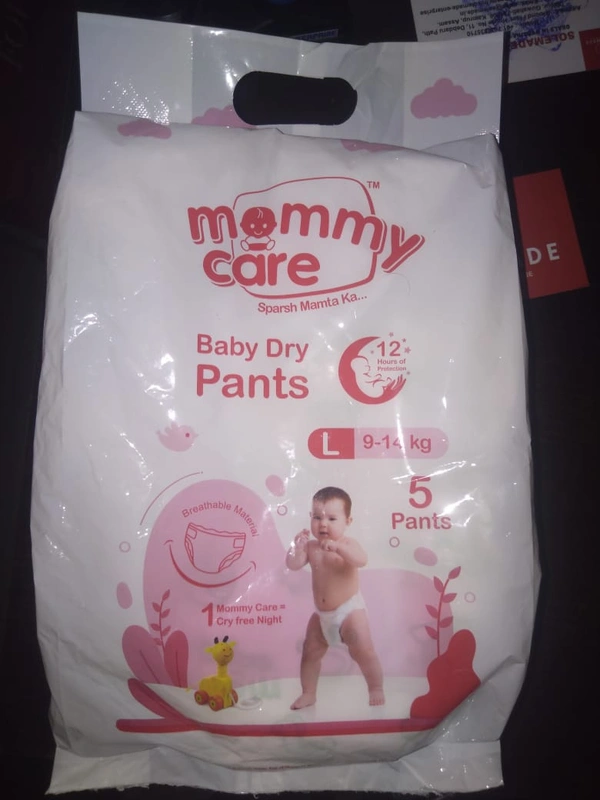 SOLEMADE
mommy
TM
care
Sparsh Mamta Ka...
DE
Baby Dry
Pants
12
Hours of
Protection
L 9-14 kg
5
Pants
Breathable Material
1 Mommy Care =
Cry free Night